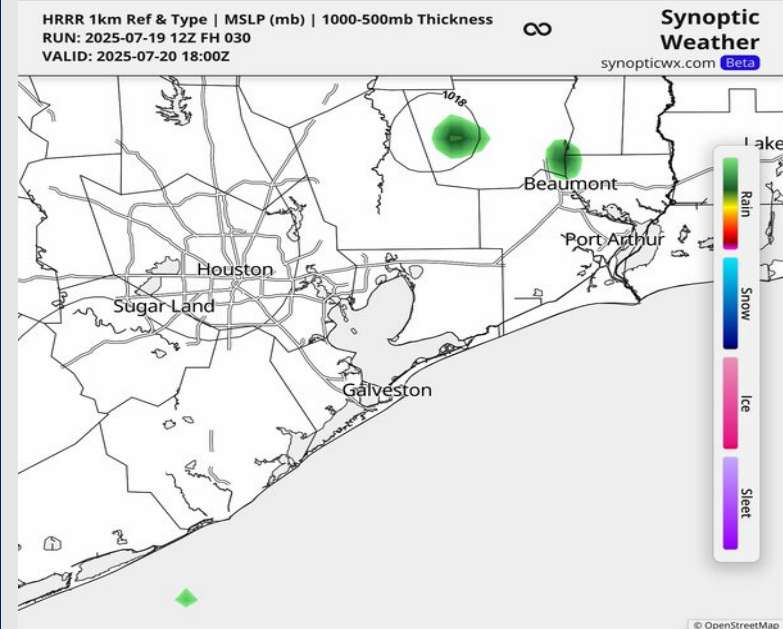 HRRR 1km Ref & Type | MSLP (mb) | 1000-500mb Thickness
RUN: 2025-07-19 12Z FH 030
VALID: 2025-07-20 18:00Z
∞
Synoptic
Weather
synopticwx.com Beta
1018
Lake
Beaumont
Port Arthur
Houston
Sugar Land
Galveston
Rain
Snow
Ice
Sleet
© OpenStreetMap